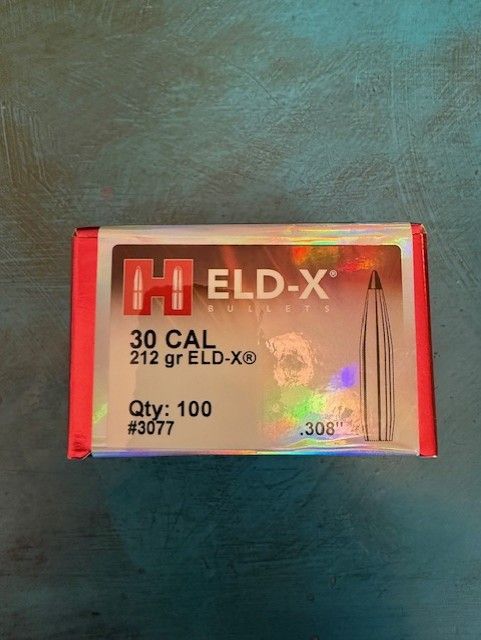 H ELD-X®
BULLETS
30 CAL
212 gr ELD-X®
Qty: 100
#3077
.308"